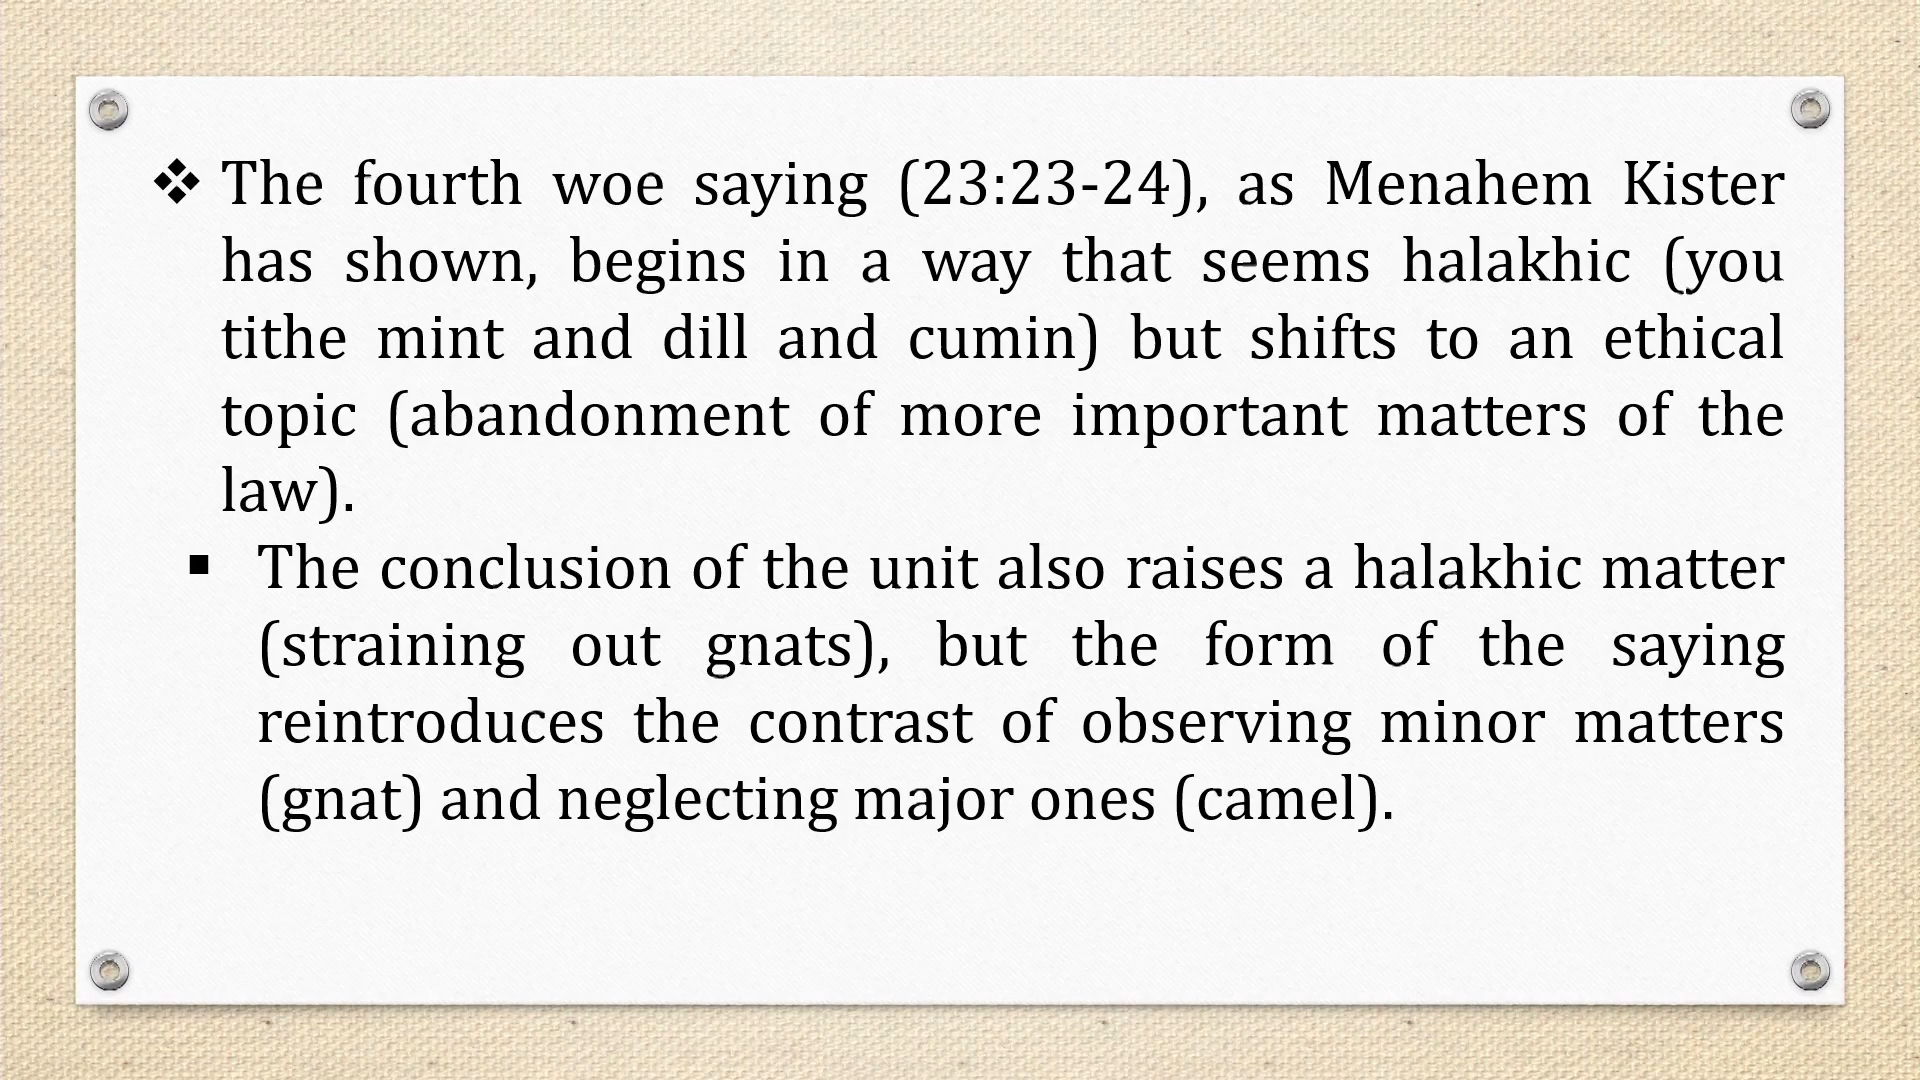 ❖ The fourth woe saying (23:23-24), as Menahem Kister
has shown, begins in a way that seems halakhic (you
tithe mint and dill and cumin) but shifts to an ethical
topic (abandonment of more important matters of the
law).
▪ The conclusion of the unit also raises a halakhic matter
(straining out gnats), but the form of the saying
reintroduces the contrast of observing minor matters
(gnat) and neglecting major ones (camel).